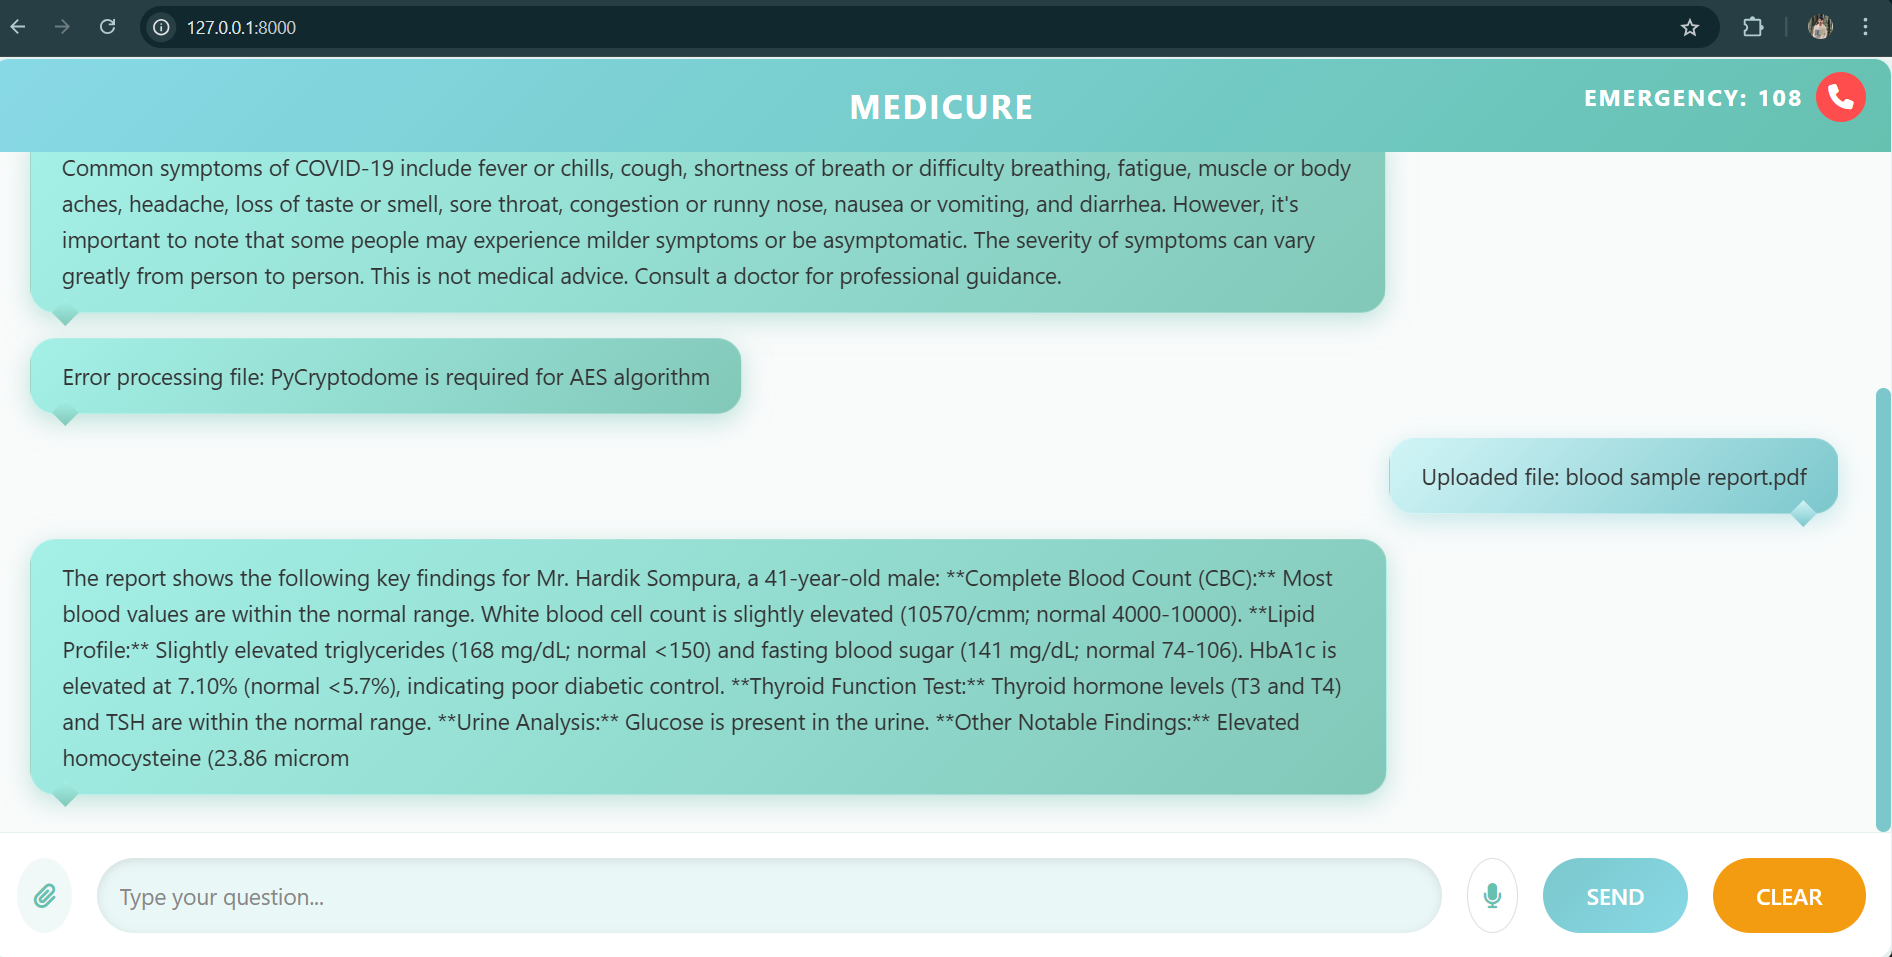 127.0.0.1:8000
MEDICURE
EMERGENCY: 108
Common symptoms of COVID-19 include fever or chills, cough, shortness of breath or difficulty breathing, fatigue, muscle or body
aches, headache, loss of taste or smell, sore throat, congestion or runny nose, nausea or vomiting, and diarrhea. However, it's
important to note that some people may experience milder symptoms or be asymptomatic. The severity of symptoms can vary
greatly from person to person. This is not medical advice. Consult a doctor for professional guidance.
Error processing file: PyCryptodome is required for AES algorithm
Uploaded file: blood sample report.pdf
The report shows the following key findings for Mr. Hardik Sompura, a 41-year-old male: **Complete Blood Count (CBC):** Most
blood values are within the normal range. White blood cell count is slightly elevated (10570/cmm; normal 4000-10000). **Lipid
Profile:** Slightly elevated triglycerides (168 mg/dL; normal <150) and fasting blood sugar (141 mg/dL; normal 74-106). HbA1c is
elevated at 7.10% (normal <5.7%), indicating poor diabetic control. **Thyroid Function Test:** Thyroid hormone levels (T3 and T4)
and TSH are within the normal range. **Urine Analysis:** Glucose is present in the urine. **Other Notable Findings:** Elevated
homocysteine (23.86 microm
Type your question...
SEND
CLEAR